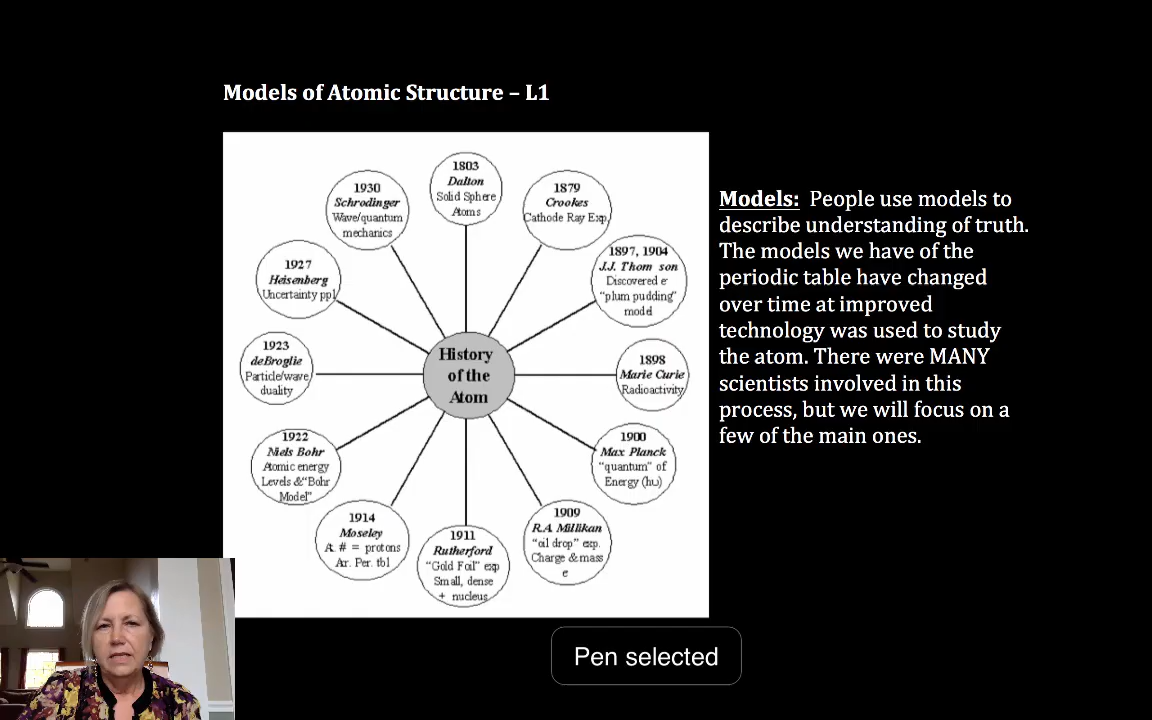 Models of Atomic Structure – L1
1803
Dalton
Solid Sphere
Atoms
1879
Crookes
Cathode Ray Exp.
1897, 1904
J.J. Thom son
Discovered e-
"plum pudding"
model
1898
Marie Curie
Radioactivity
1900
Max Planck
"quantum" of
Energy (hυ)
1909
R.A. Millikan
"oil drop" exp.
Charge & mass
e-
1911
Rutherford
"Gold Foil" exp
Small, dense
+ nucleus
1914
Moseley
A. # = protons
Ar. Per. tbl
1922
Niels Bohr
Atomic energy
Levels &"Bohr
Model"
1923
deBroglie
Particle/wave
duality
1927
Heisenberg
Uncertainty ppl
1930
Schrodinger
Wave/quantum
mechanics
History
of the
Atom
Models: People use models to
describe understanding of truth.
The models we have of the
periodic table have changed
over time at improved
technology was used to study
the atom. There were MANY
scientists involved in this
process, but we will focus on a
few of the main ones.
Pen selected